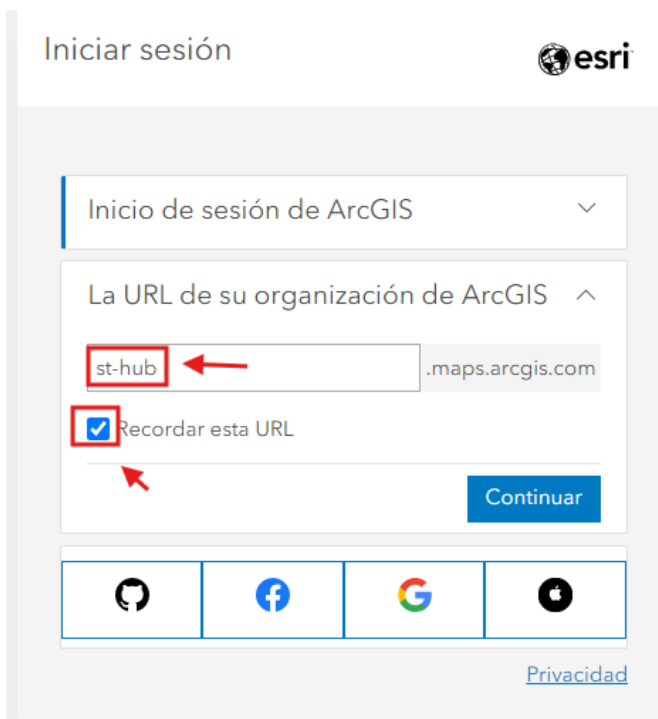 Iniciar sesión
esri
Inicio de sesión de ArcGIS
La URL de su organización de ArcGIS
st-hub .maps.arcgis.com
Recordar esta URL
Continuar
Privacidad